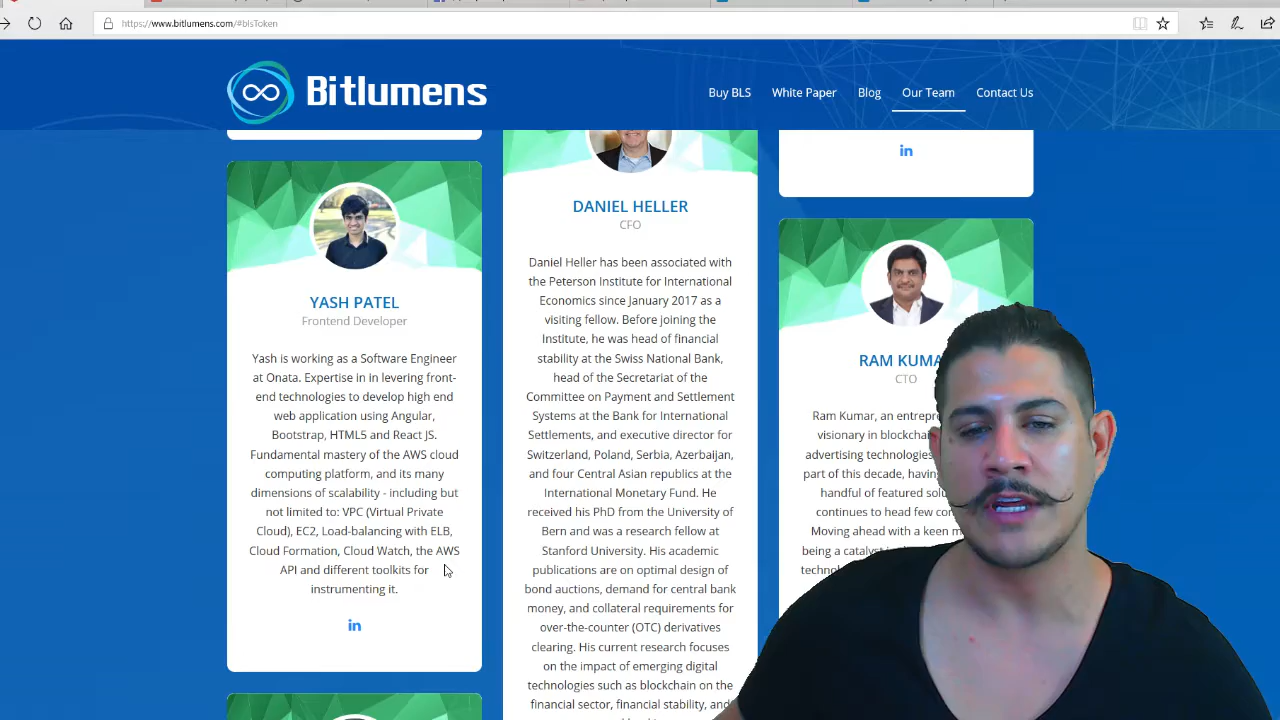 https://www.bitlumens.com/#blsToken
Bitlumens
Buy BLS
White Paper
Blog
Our Team
Contact Us
YASH PATEL
Frontend Developer
Yash is working as a Software Engineer
at Onata. Expertise in in levering front-
end technologies to develop high end
web application using Angular,
Bootstrap, HTML5 and React JS.
Fundamental mastery of the AWS cloud
computing platform, and its many
dimensions of scalability - including but
not limited to: VPC (Virtual Private
Cloud), EC2, Load-balancing with ELB,
Cloud Formation, Cloud Watch, the AWS
API and different toolkits for
instrumenting it.
in
DANIEL HELLER
CFO
Daniel Heller has been associated with
the Peterson Institute for International
Economics since January 2017 as a
visiting fellow. Before joining the
Institute, he was head of financial
stability at the Swiss National Bank,
head of the Secretariat of the
Committee on Payment and Settlement
Systems at the Bank for International
Settlements, and executive director for
Switzerland, Poland, Serbia, Azerbaijan,
and four Central Asian republics at the
International Monetary Fund. He
received his PhD from the University of
Bern and was a research fellow at
Stanford University. His academic
publications are on optimal design of
bond auctions, demand for central bank
money, and collateral requirements for
over-the-counter (OTC) derivatives
clearing. His current research focuses
on the impact of emerging digital
technologies such as blockchain on the
financial sector, financial stability, and
in
RAM KUMA
CTO
Ram Kumar, an entrepr
visionary in blockchai
advertising technologies
part of this decade, having
handful of featured solu
continues to head few co
Moving ahead with a keen m
being a catalyst
technol